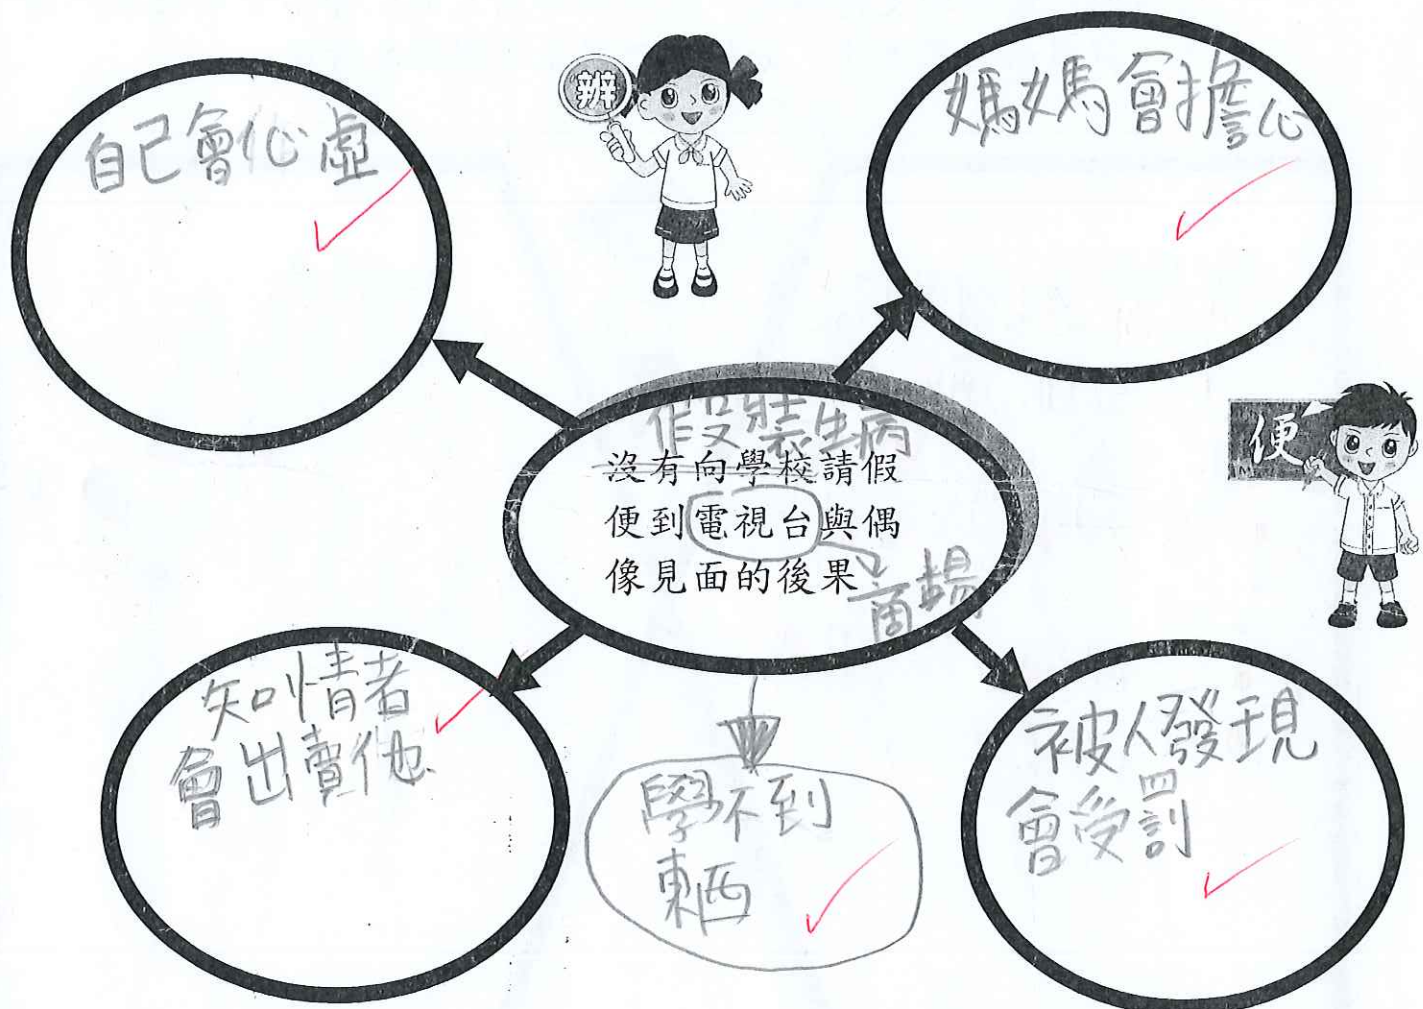 自己會心虛
辦
媽媽會擔心
便
假裝生病
沒有向學校請假
便到電視台與偶
像見面的後果
商場
知情者
會出賣他
學不到
東西
被人發現
會受罰